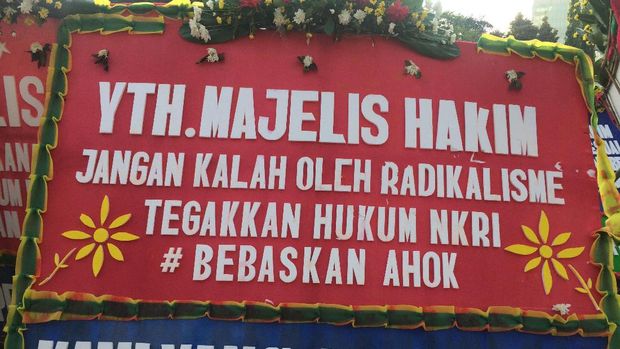 YTH.MAJELIS HAKIM
JANGAN KALAH OLEH RADIKALISME
TEGAKKAN HUKUM NKRI
# BEBASKAN AHOK